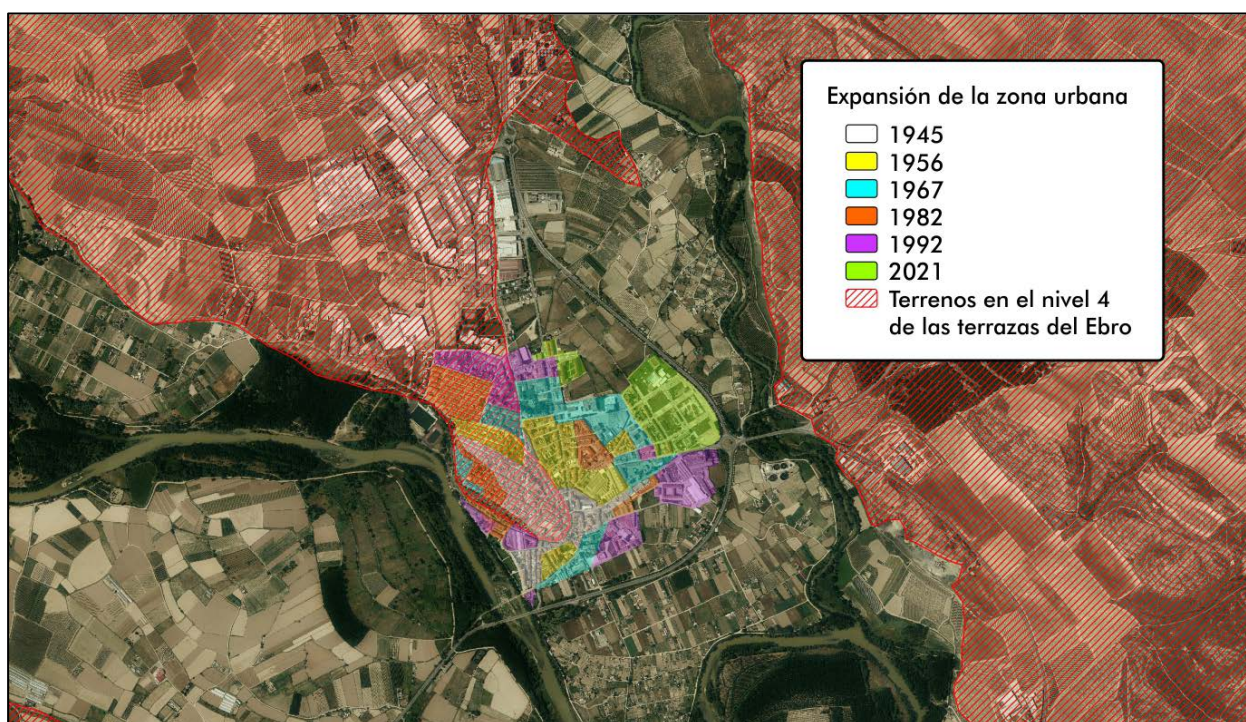 Expansión de la zona urbana
1945
1956
1967
1982
1992
2021
Terrenos en el nivel 4
de las terrazas del Ebro